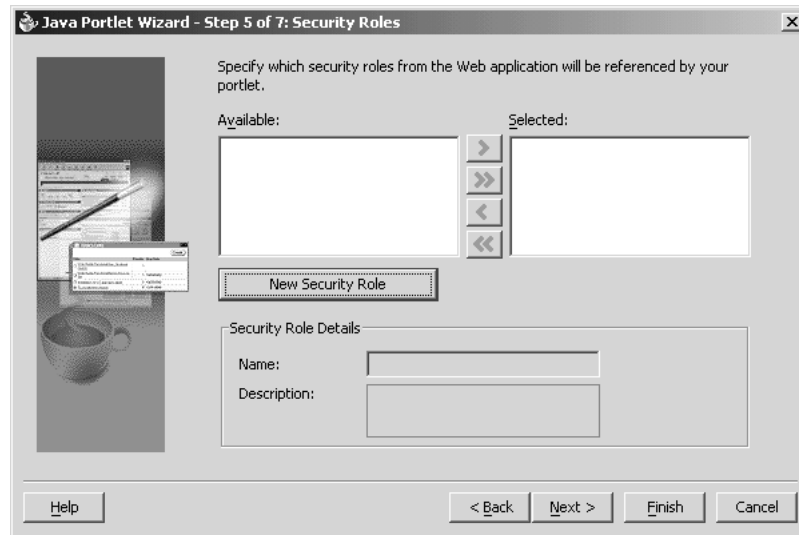 Java Portlet Wizard - Step 5 of 7: Security Roles
Specify which security roles from the Web application will be referenced by your
portlet.
Available:
Selected:
New Security Role
Security Role Details
Name:
Description:
Help
< Back
Next >
Finish
Cancel